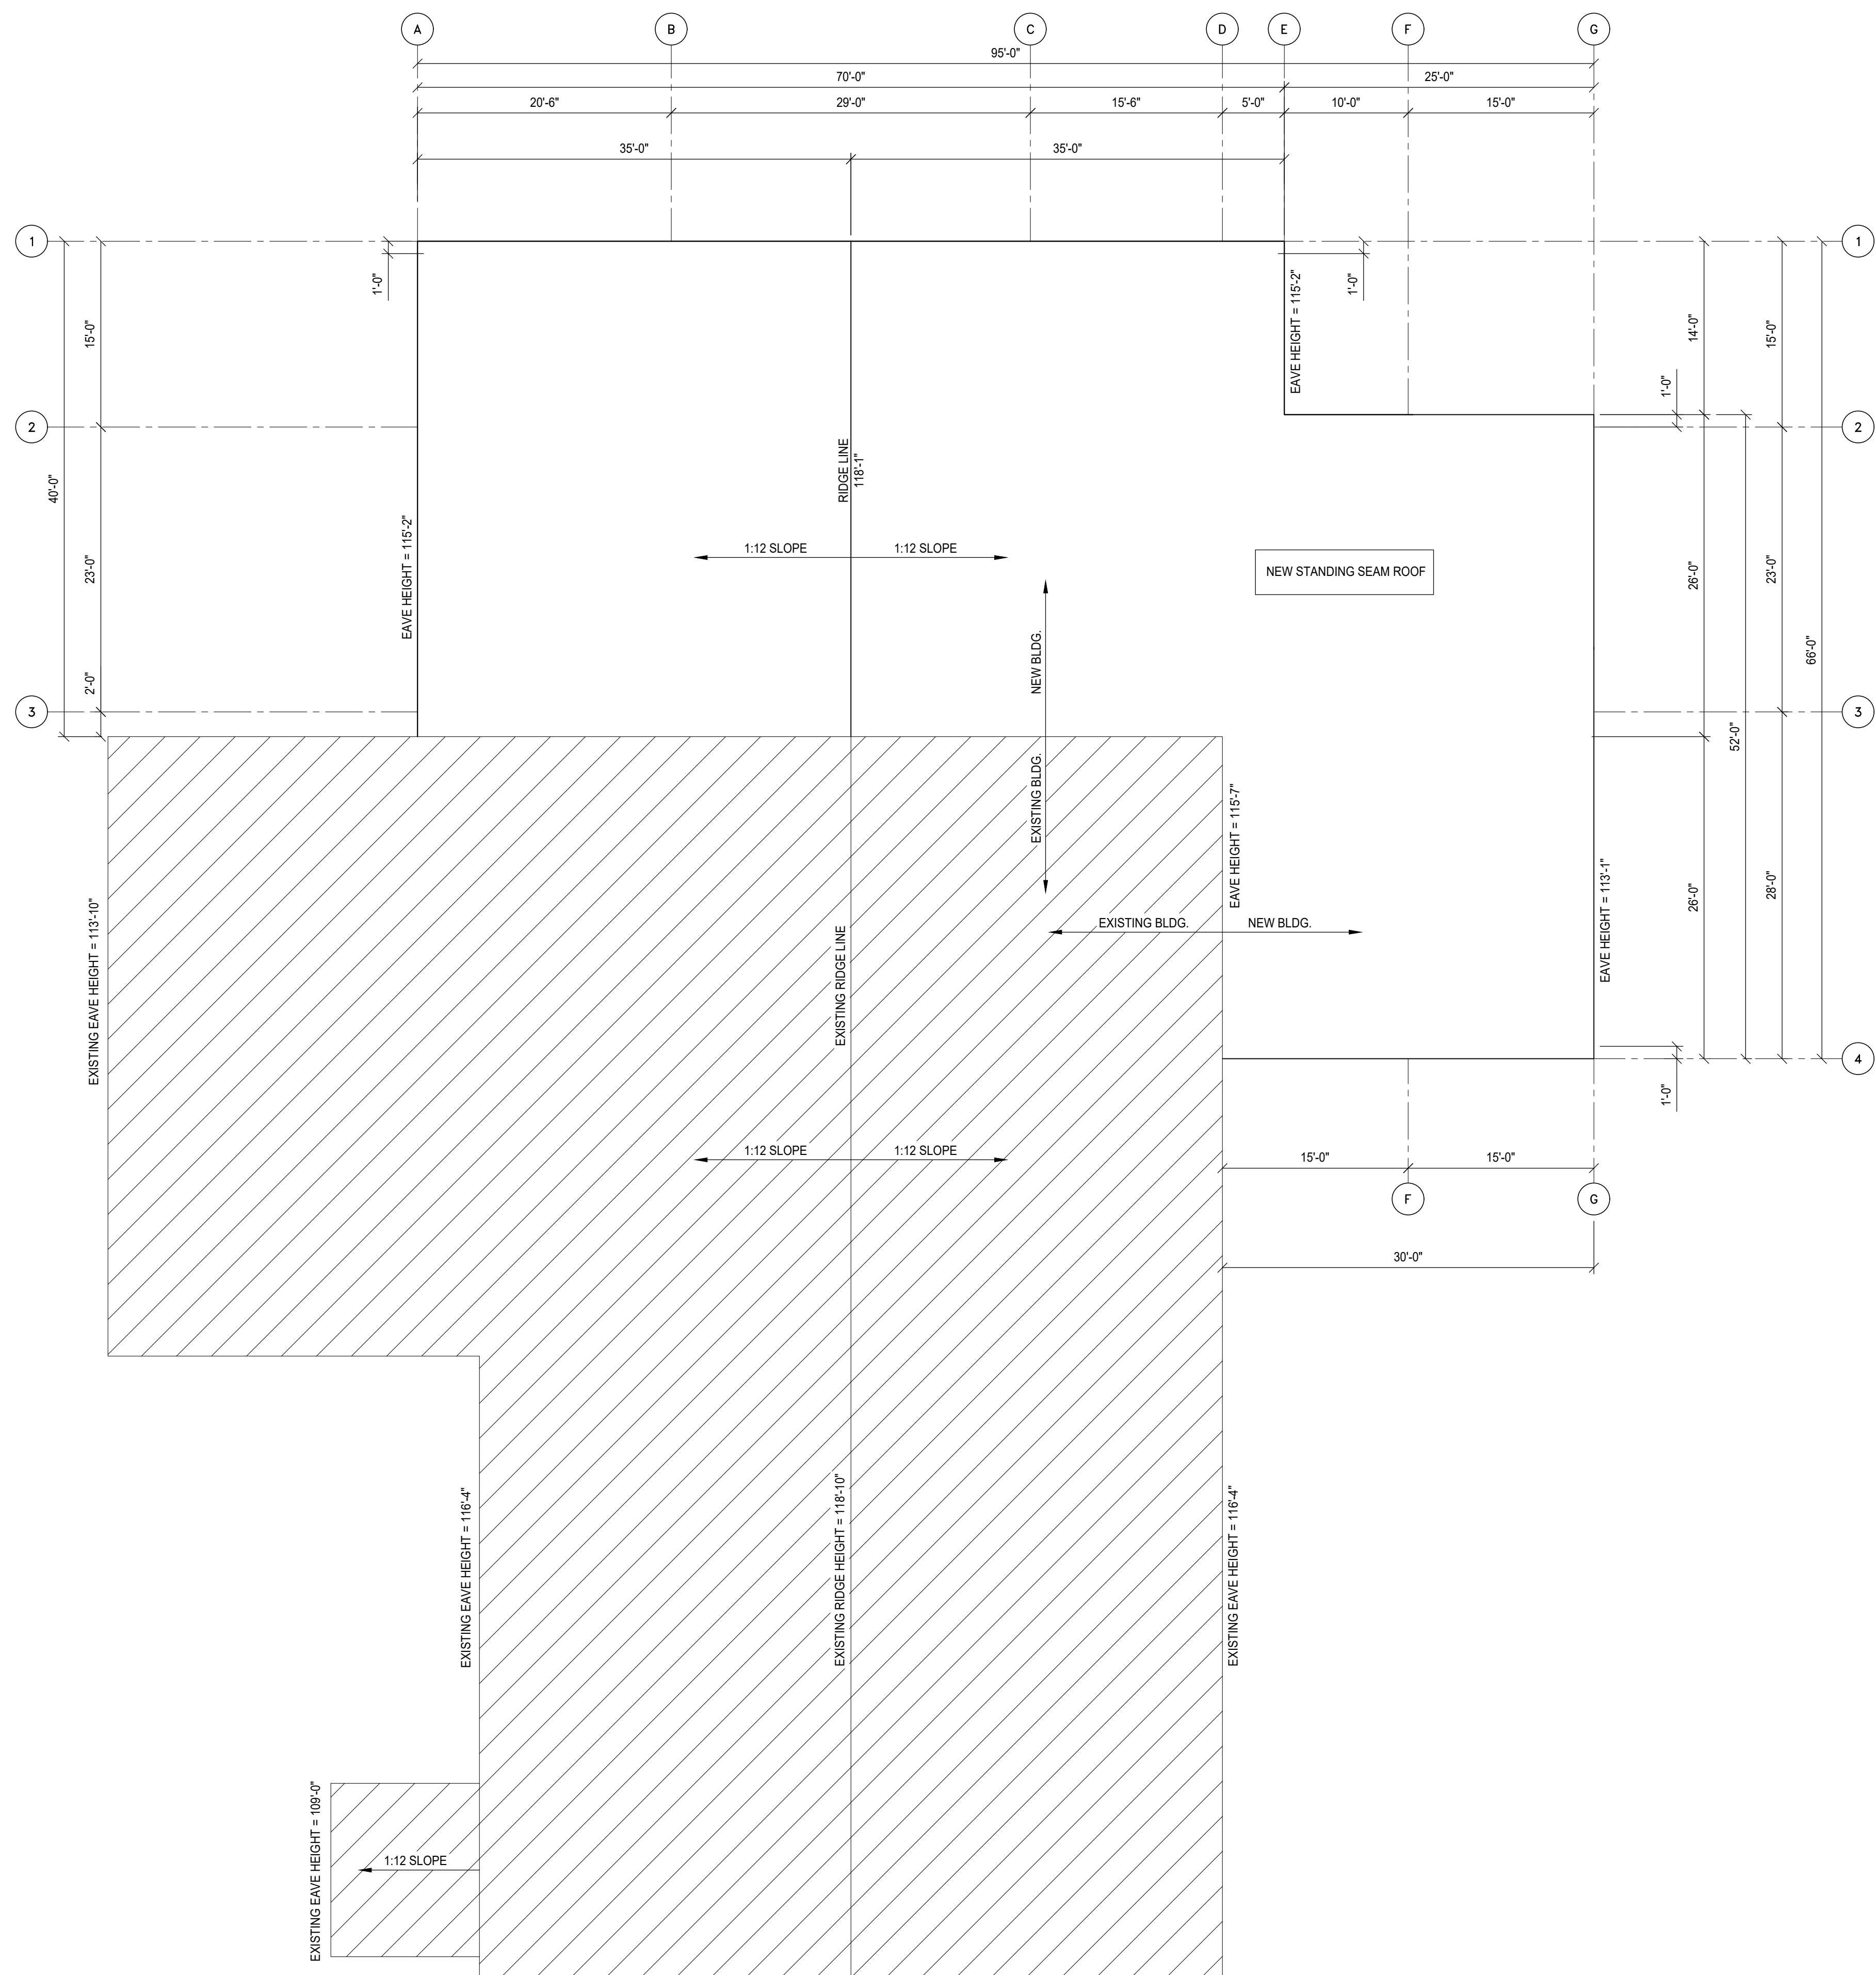 A
B
C
D
E
F
G
95'-0"
70'-0"
25'-0"
20'-6"
29'-0"
15'-6"
5'-0"
10'-0"
15'-0"
35'-0"
35'-0"
1
1
1'-0"
1'-0"
EAVE HEIGHT = 115'-2"
15'-0"
14'-0"
15'-0"
1'-0"
2
2
40'-0"
RIDGE LINE
118'-1"
EAVE HEIGHT = 115'-2"
1:12 SLOPE
1:12 SLOPE
NEW STANDING SEAM ROOF
23'-0"
26'-0"
23'-0"
66'-0"
NEW BLDG.
2'-0"
3
3
52'-0"
EXISTING BLDG.
EAVE HEIGHT = 115'-7"
EXISTING EAVE HEIGHT = 113'-10"
EXISTING BLDG.
NEW BLDG.
EAVE HEIGHT = 113'-1"
26'-0"
28'-0"
EXISTING RIDGE LINE
4
1'-0"
1:12 SLOPE
1:12 SLOPE
15'-0"
15'-0"
F
G
30'-0"
EXISTING EAVE HEIGHT = 116'-4"
EXISTING RIDGE HEIGHT = 118'-10"
EXISTING EAVE HEIGHT = 116'-4"
EXISTING EAVE HEIGHT = 109'-0"
1:12 SLOPE